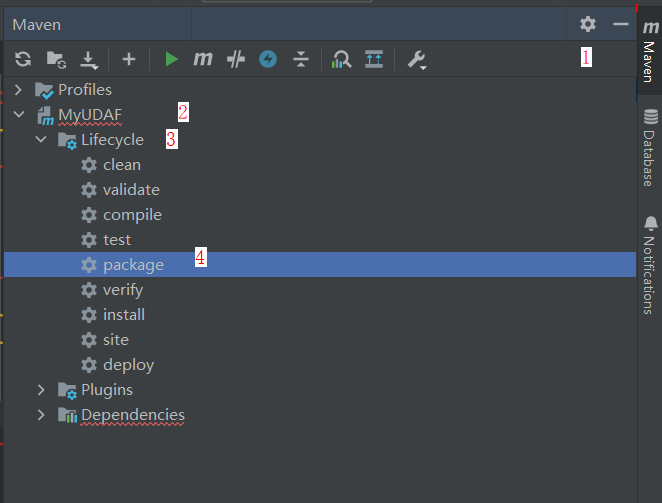 Maven
1
Profiles
MyUDAF 2
Lifecycle 3
clean
validate
compile
test
package 4
verify
install
site
deploy
Plugins
Dependencies
m
Maven
Database
Notifications